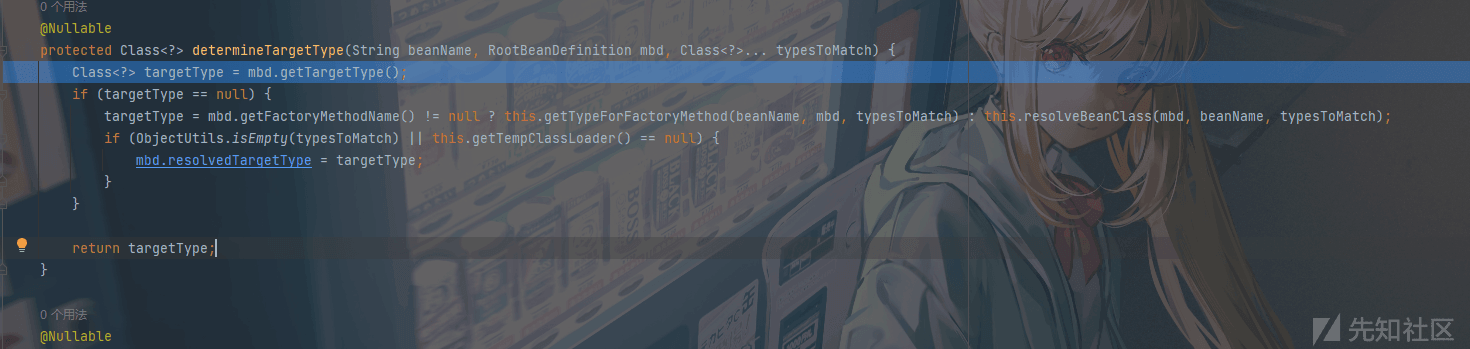 0 个用法
@Nullable
protected Class<?> determineTargetType(String beanName, RootBeanDefinition mbd, Class<?>... typesToMatch) {
Class<?> targetType = mbd.getTargetType();
if (targetType == null) {
targetType = mbd.getFactoryMethodName() != null ? this.getTypeForFactoryMethod(beanName, mbd, typesToMatch) : this.resolveBeanClass(mbd, beanName, typesToMatch);
if (ObjectUtils.isEmpty(typesToMatch) || this.getTempClassLoader() == null) {
mbd.resolvedTargetType = targetType;
}
}
return targetType;
}
0 个用法
@Nullable
先知社区